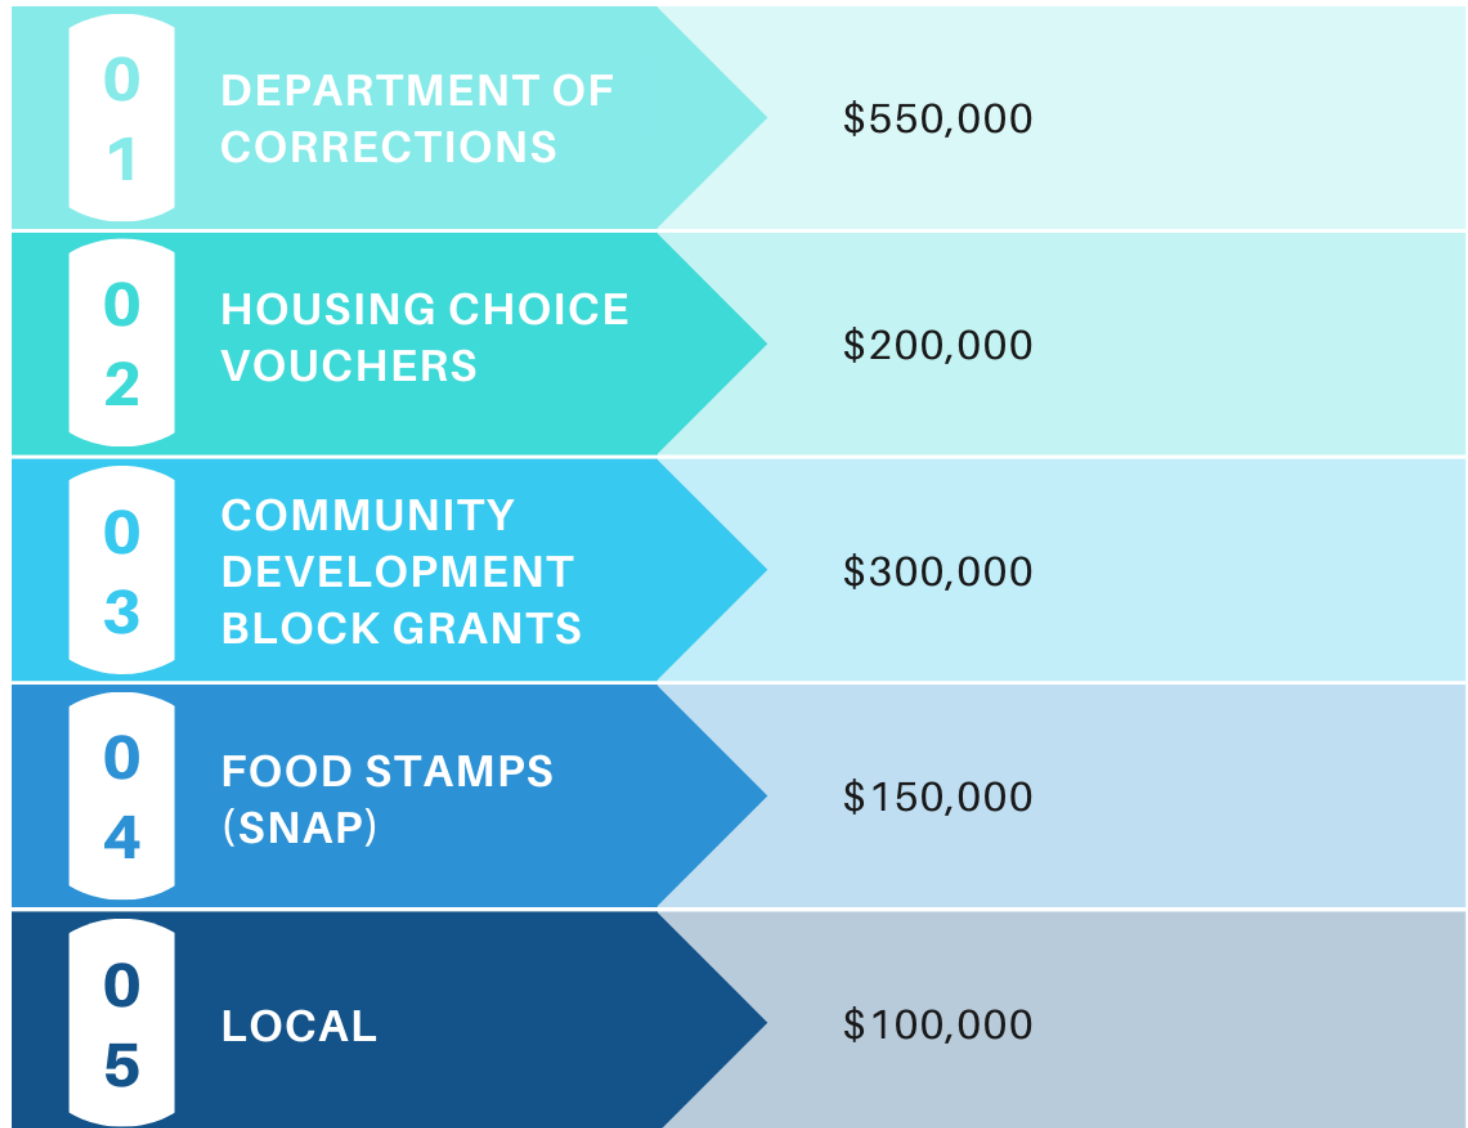 0
1
DEPARTMENT OF
CORRECTIONS
$550,000
0
2
HOUSING CHOICE
VOUCHERS
$200,000
0
3
COMMUNITY
DEVELOPMENT
BLOCK GRANTS
$300,000
0
4
FOOD STAMPS
(SNAP)
$150,000
0
5
LOCAL
$100,000